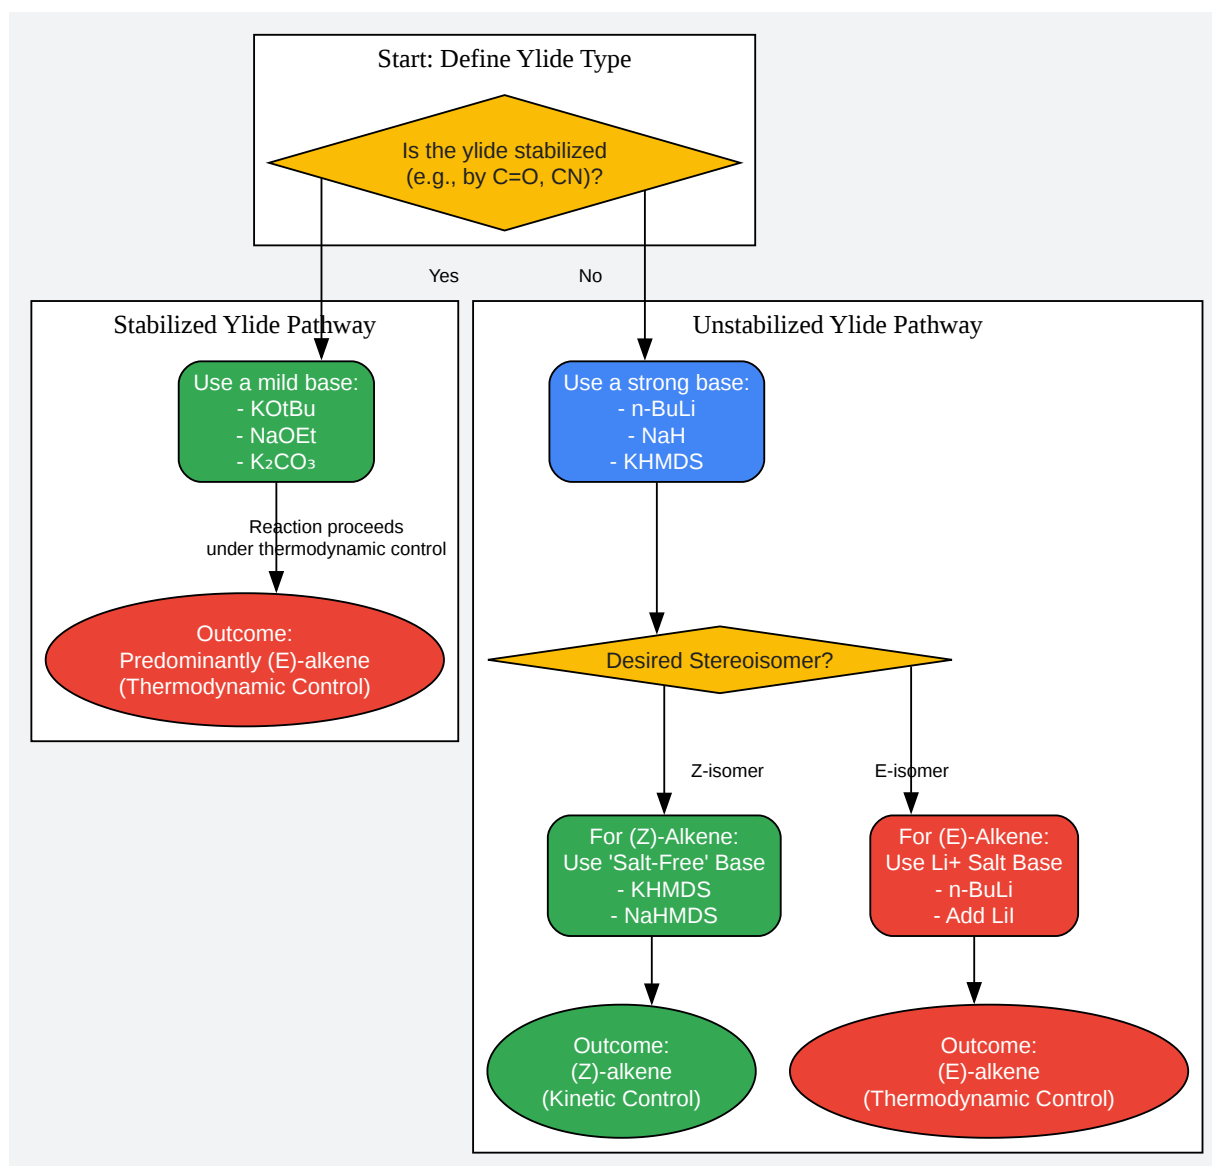 Start: Define Ylide Type
Is the ylide stabilized
(e.g., by C=O, CN)?
Yes
No
Stabilized Ylide Pathway
Use a mild base:
- KOtBu
- NaOEt
- K₂CO₃
Reaction proceeds
under thermodynamic control
Outcome:
Predominantly (E)-alkene
(Thermodynamic Control)
Unstabilized Ylide Pathway
Use a strong base:
- n-BuLi
- NaH
- KHMDS
Desired Stereoisomer?
Z-isomer
E-isomer
For (Z)-Alkene:
Use 'Salt-Free' Base
- KHMDS
- NaHMDS
For (E)-Alkene:
Use Li+ Salt Base
- n-BuLi
- Add LiI
Outcome:
(Z)-alkene
(Kinetic Control)
Outcome:
(E)-alkene
(Thermodynamic Control)